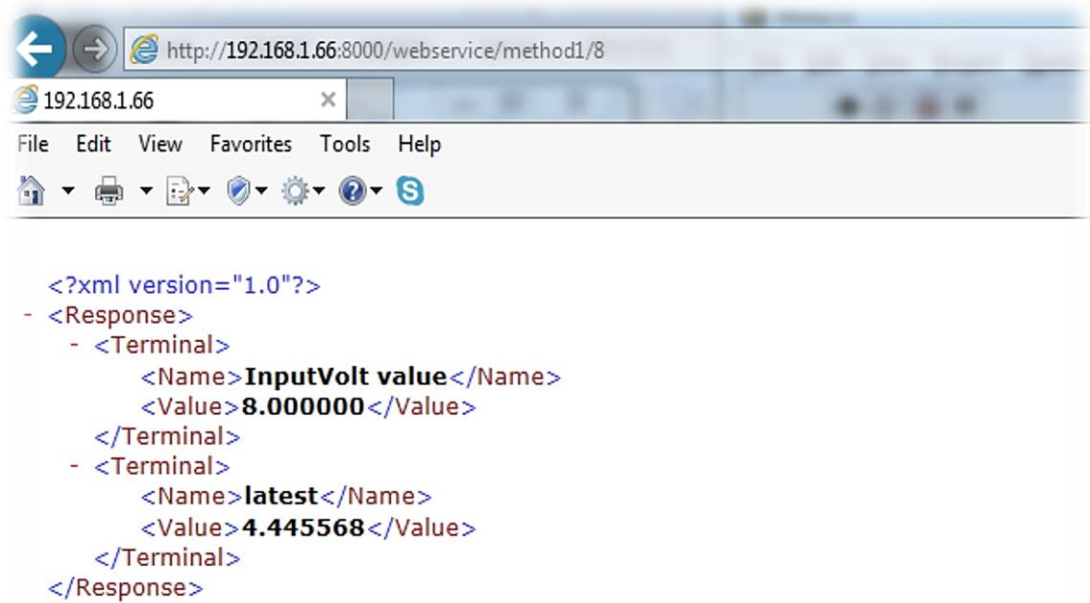 http://192.168.1.66:8000/webservice/method1/8
192.168.1.66
File Edit View Favorites Tools Help
<?xml version="1.0"?>
- <Response>
- <Terminal>
<Name>InputVolt value</Name>
<Value>8.000000</Value>
</Terminal>
- <Terminal>
<Name>latest</Name>
<Value>4.445568</Value>
</Terminal>
</Response>